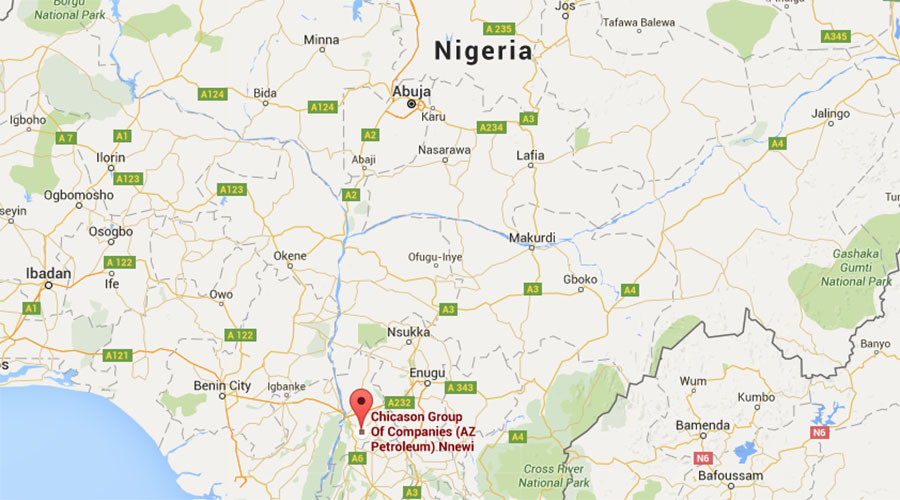 Borgu
National Park
Jos
Tafawa Balewa
A 235
A345
Minna
Nigeria
Abuja
A124
Bida
A124
Karu
A3
Jalingo
Igboho
A 7
A1
A2
A234
A4
Ilorin
Abaji
Nasarawa
Lafia
A123
A123
A2
Ogbomosho
seyin
Osogbo
Makurdi
Okene
Ofugu-Inye
Gashaka
Gumti
National Park
A 122
Ibadan
Ife
Gboko
A4
A3
Owo
A1
A3
Nsukka
A 122
A121
Banyo
Enugu
Benin City
Igbanke
A 343
Wum
Kumbo
A232
Chicason Group
Of Companies (AZ
Petroleum) Nnewi
Bamenda
N6
A4
A6
N6
Cross River
National Park
Bafoussam
A3